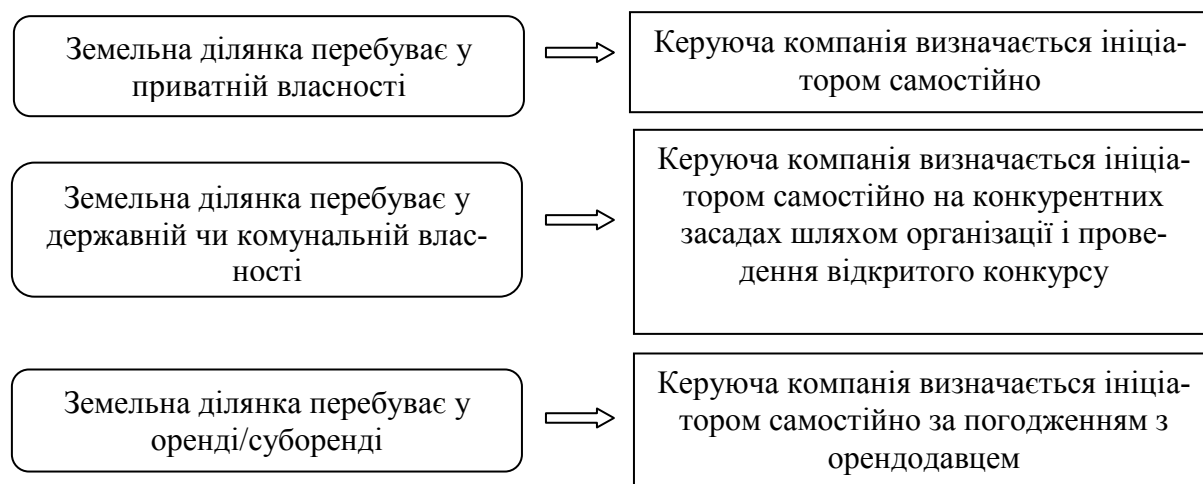 Земельна ділянка перебуває у
приватній власності
Керуюча компанія визначається ініціа-
тором самостійно
Земельна ділянка перебуває у
державній чи комунальній влас-
ності
Керуюча компанія визначається ініціа-
тором самостійно на конкурентних
засадах шляхом організації і прове-
дення відкритого конкурсу
Земельна ділянка перебуває у
оренді/суборенді
Керуюча компанія визначається ініціа-
тором самостійно за погодженням з
орендодавцем